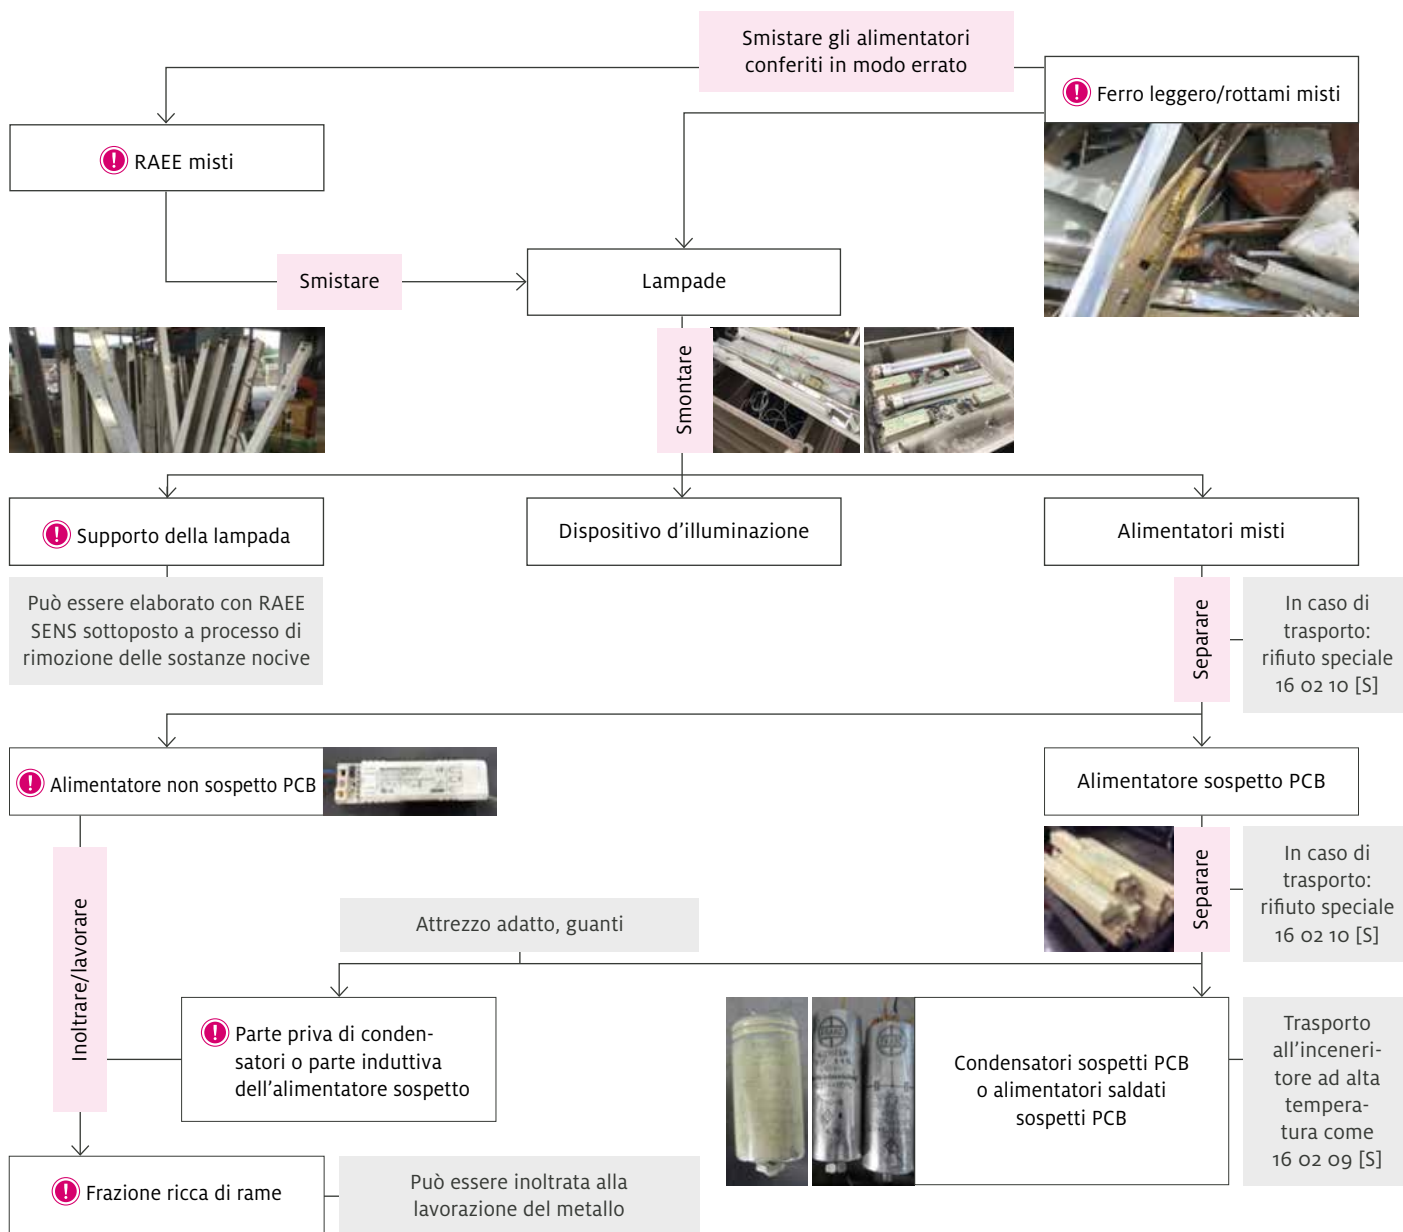 Smistare gli alimentatori
conferiti in modo errato
Ferro leggero/rottami misti
RAEE misti
Smistare
Lampade
Smontare
Supporto della lampada
Dispositivo d'illuminazione
Alimentatori misti
Può essere elaborato con RAEE
SENS sottoposto a processo di
rimozione delle sostanze nocive
Separare
In caso di
trasporto:
rifiuto speciale
16 02 10 [S]
Alimentatore non sospetto PCB
Alimentatore sospetto PCB
Inoltrare/lavorare
Attrezzo adatto, guanti
Separare
In caso di
trasporto:
rifiuto speciale
16 02 10 [S]
Parte priva di conden-
satori o parte induttiva
dell'alimentatore sospetto
Condensatori sospetti PCB
o alimentatori saldati
sospetti PCB
Trasporto
all'inceneri-
tore ad alta
tempera-
tura come
16 02 09 [S]
Frazione ricca di rame
Può essere inoltrata alla
lavorazione del metallo